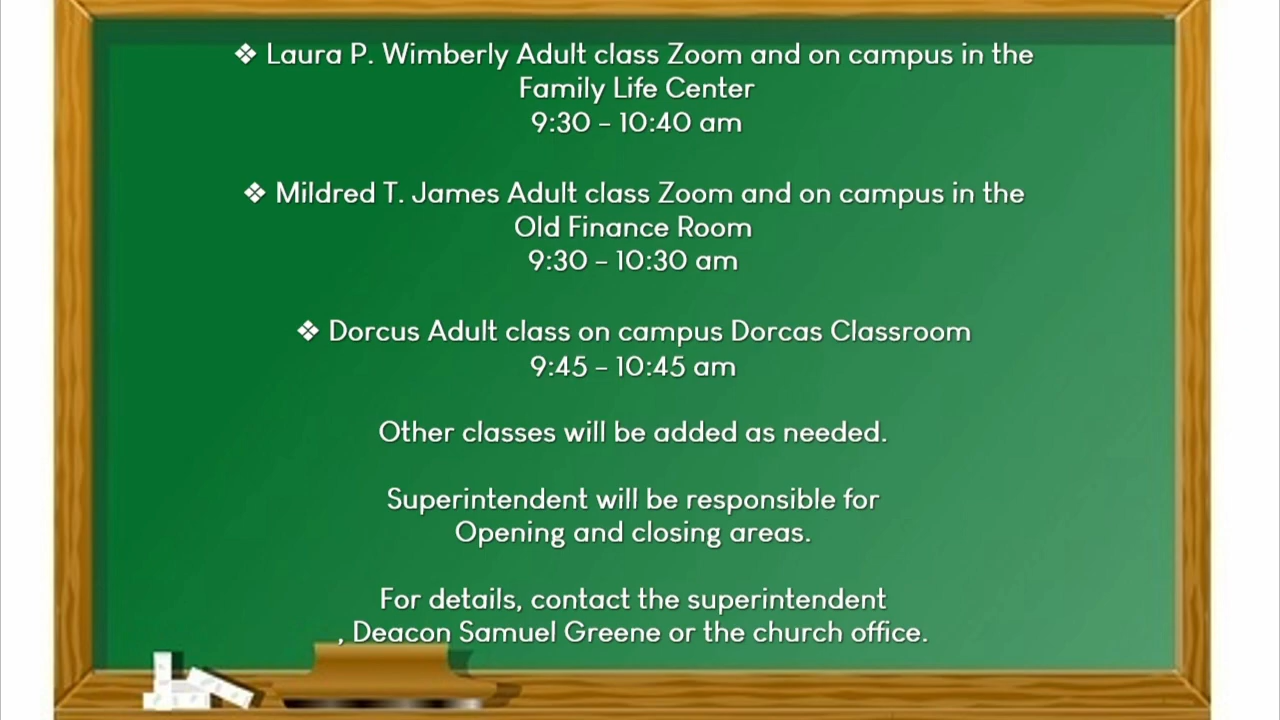 ❖ Laura P. Wimberly Adult class Zoom and on campus in the
Family Life Center
9:30 – 10:40 am
❖ Mildred T. James Adult class Zoom and on campus in the
Old Finance Room
9:30 – 10:30 am
❖ Dorcus Adult class on campus Dorcas Classroom
9:45 – 10:45 am
Other classes will be added as needed.
Superintendent will be responsible for
Opening and closing areas.
For details, contact the superintendent
, Deacon Samuel Greene or the church office.